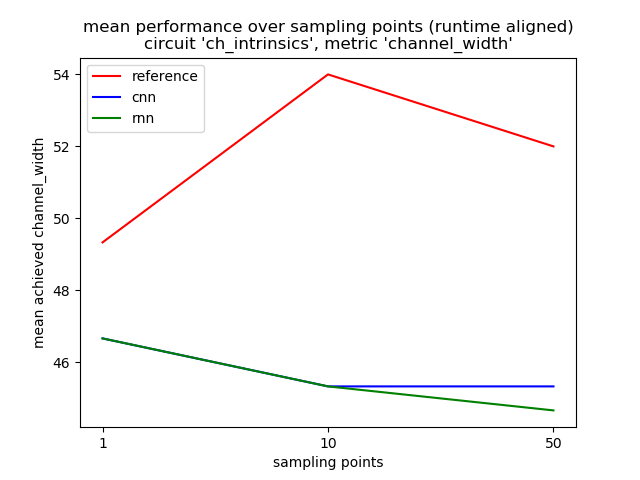 mean performance over sampling points (runtime aligned)
circuit 'ch_intrinsics', metric 'channel_width'
reference
cnn
rnn
54
52
50
48
46
mean achieved channel_width
1
10
50
sampling points